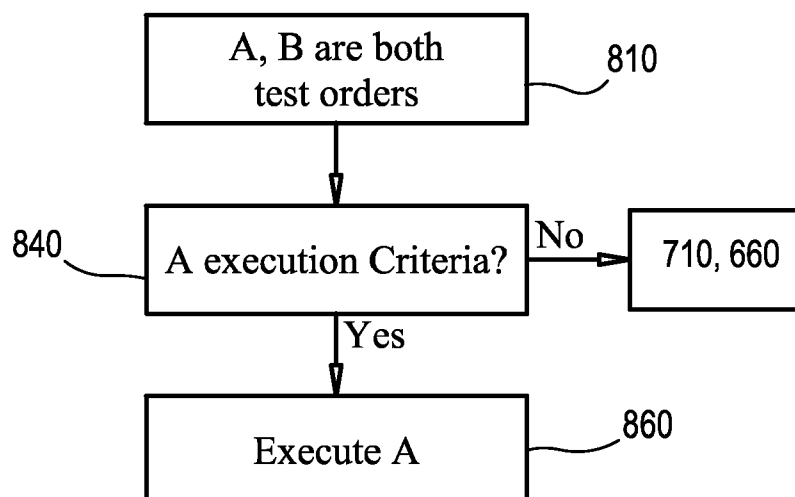 A, B are both
test orders
810
840
A execution Criteria?
No
710, 660
Yes
Execute A
860